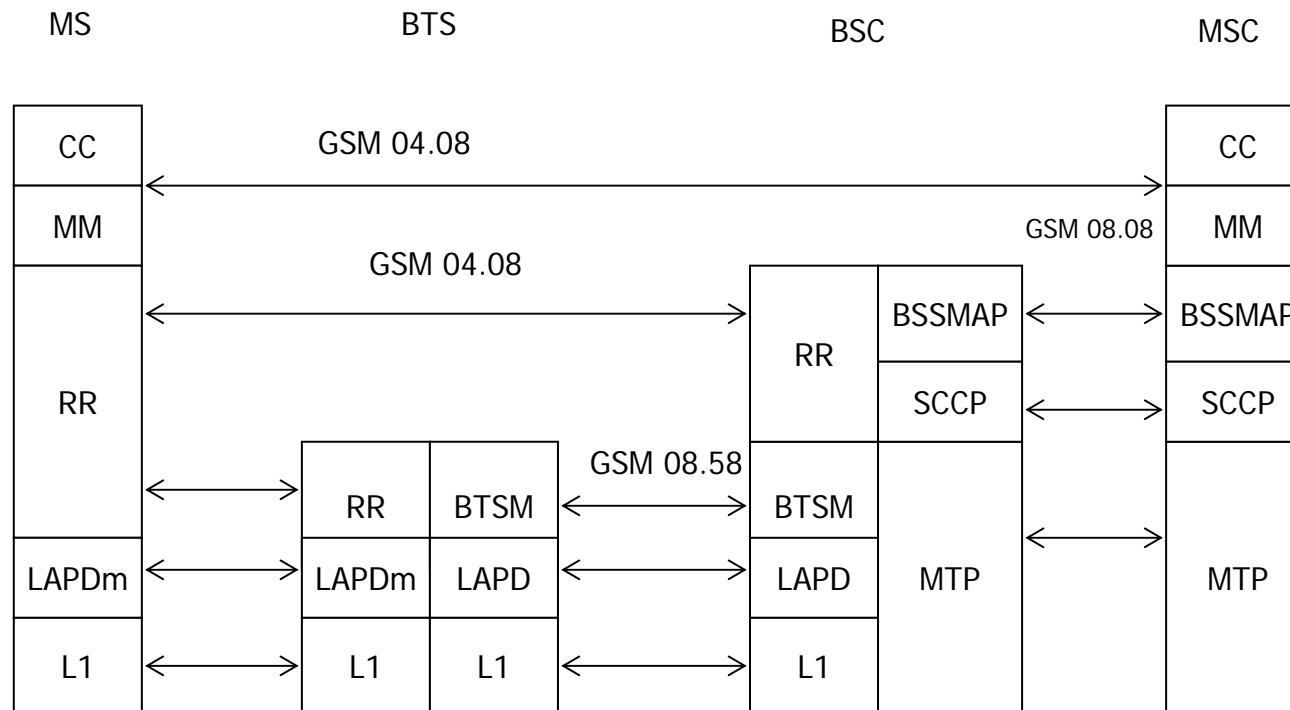 MS
BTS
BSC
MSC
CC
GSM 04.08
CC
MM
GSM 08.08
MM
GSM 04.08
RR
RR
BSSMAP
BSSMAP
SCCP
SCCP
GSM 08.58
RR
BTSM
BTSM
LAPDm
LAPDm
LAPD
LAPD
MTP
MTP
L1
L1
L1
L1